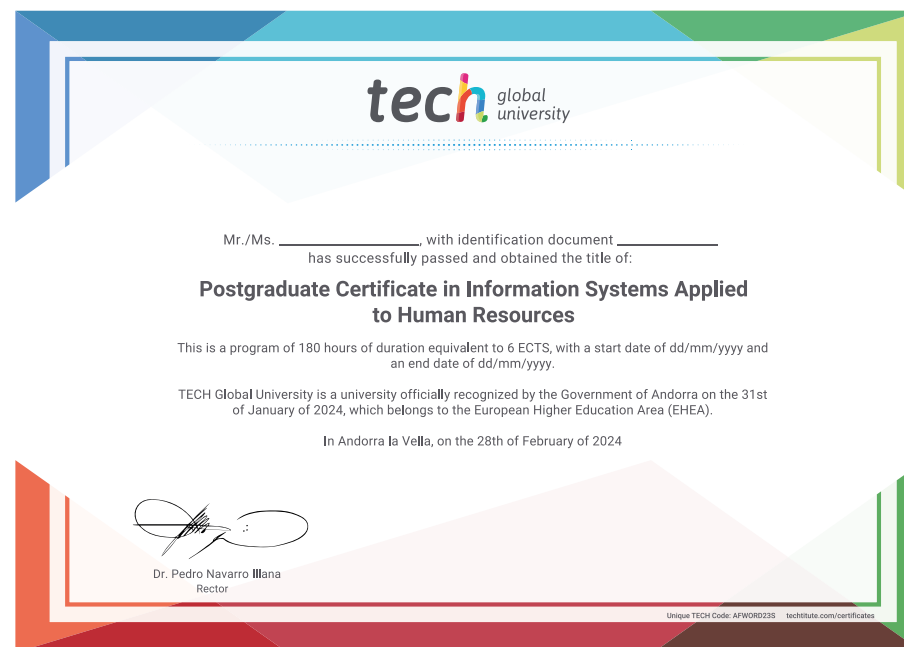 tech global
university
Mr./Ms. ____________, with identification document ____________
has successfully passed and obtained the title of:
Postgraduate Certificate in Information Systems Applied
to Human Resources
This is a program of 180 hours of duration equivalent to 6 ECTS, with a start date of dd/mm/yyyy and
an end date of dd/mm/yyyy.
TECH Global University is a university officially recognized by the Government of Andorra on the 31st
of January of 2024, which belongs to the European Higher Education Area (EHEA).
In Andorra la Vella, on the 28th of February of 2024
Dr. Pedro Navarro Illana
Rector
Unique TECH Code: AFWORD23S techtitute.com/certificates